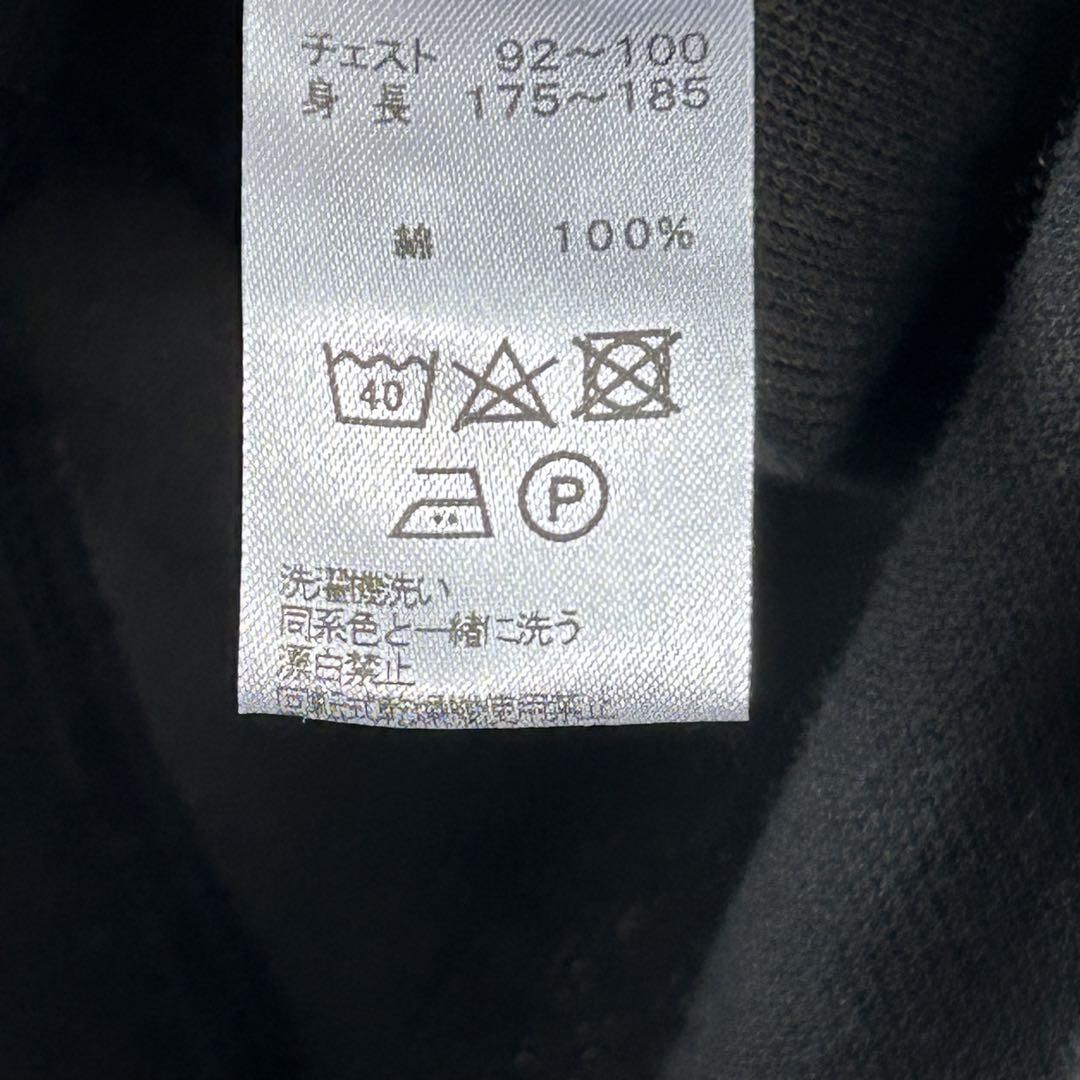 チェスト 92～100
身長 175～185
綿 100%
40
P
洗濯機洗い
同系色と一緒に洗う
漂白禁止